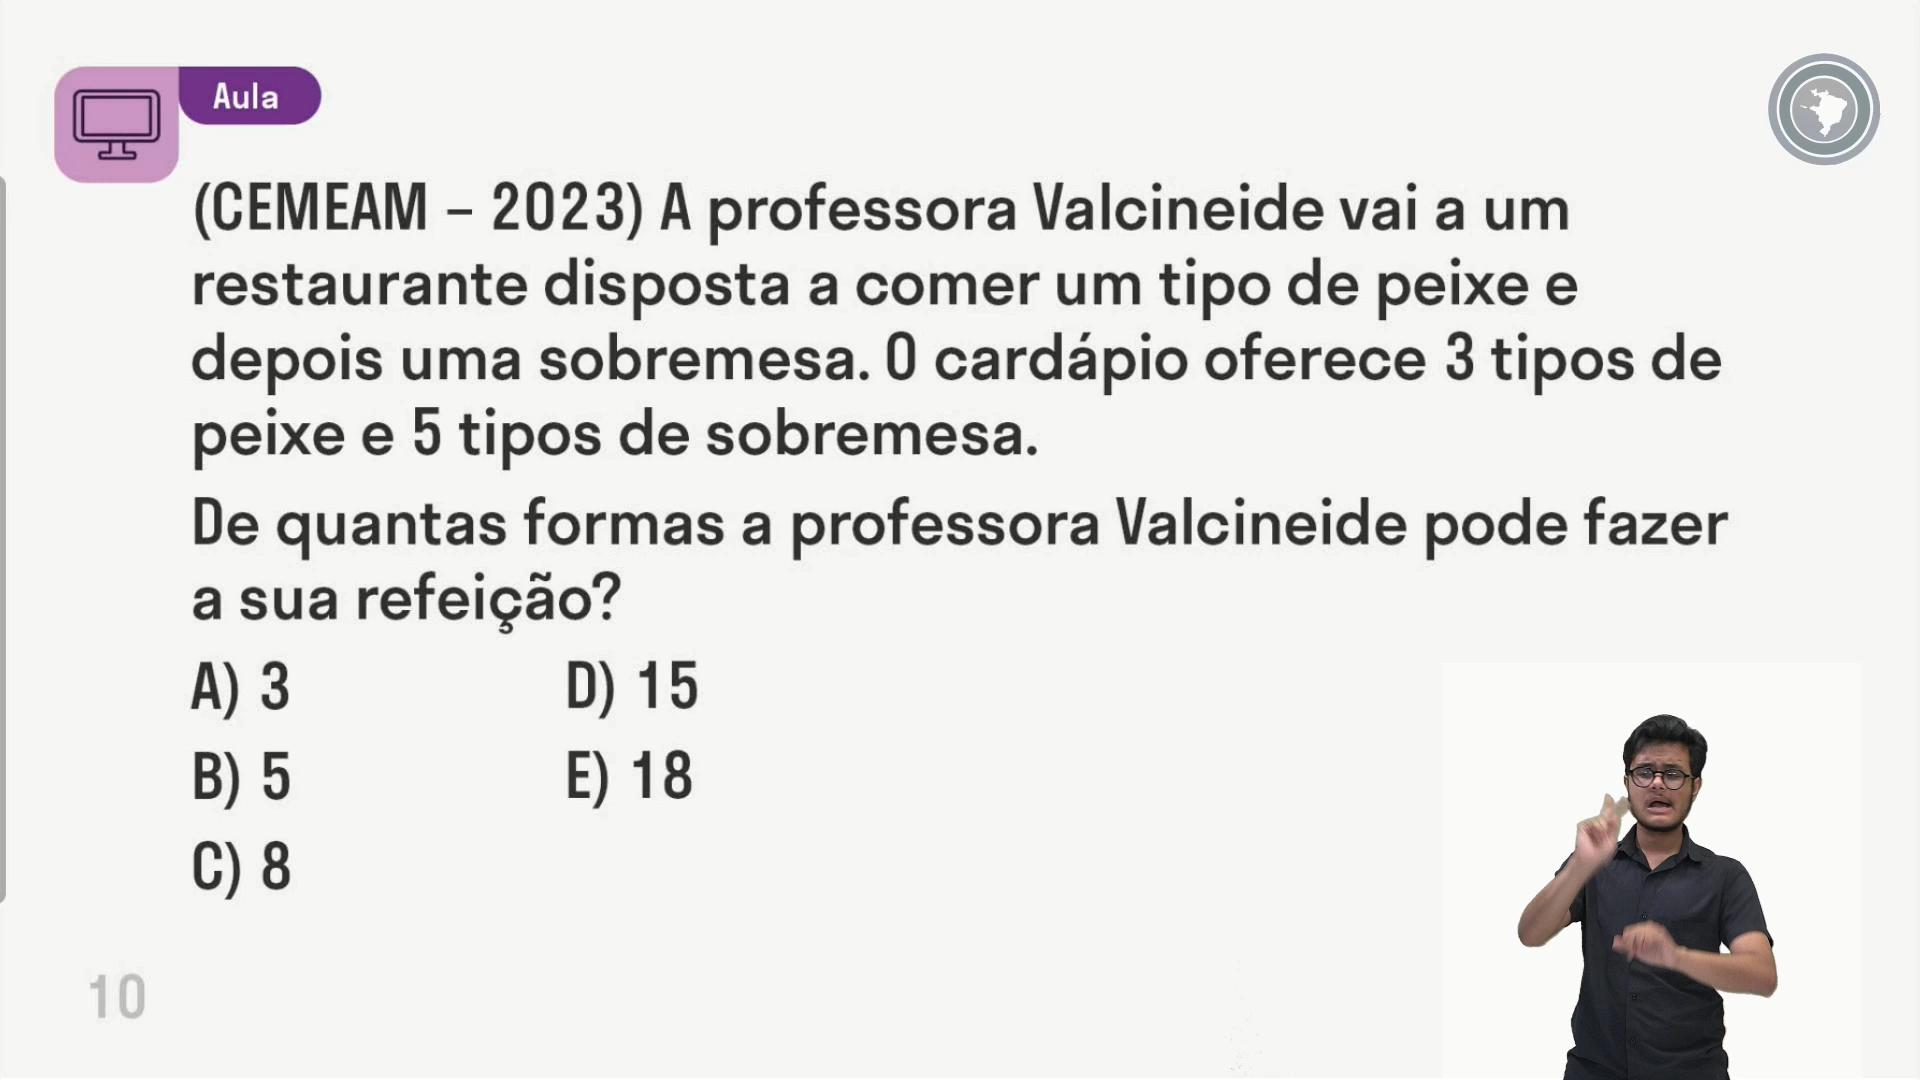 Aula
(CEMEAM – 2023) A professora Valcineide vai a um
restaurante disposta a comer um tipo de peixe e
depois uma sobremesa. O cardápio oferece 3 tipos de
peixe e 5 tipos de sobremesa.
De quantas formas a professora Valcineide pode fazer
a sua refeição?
A) 3
B) 5
C) 8
D) 15
E) 18
10